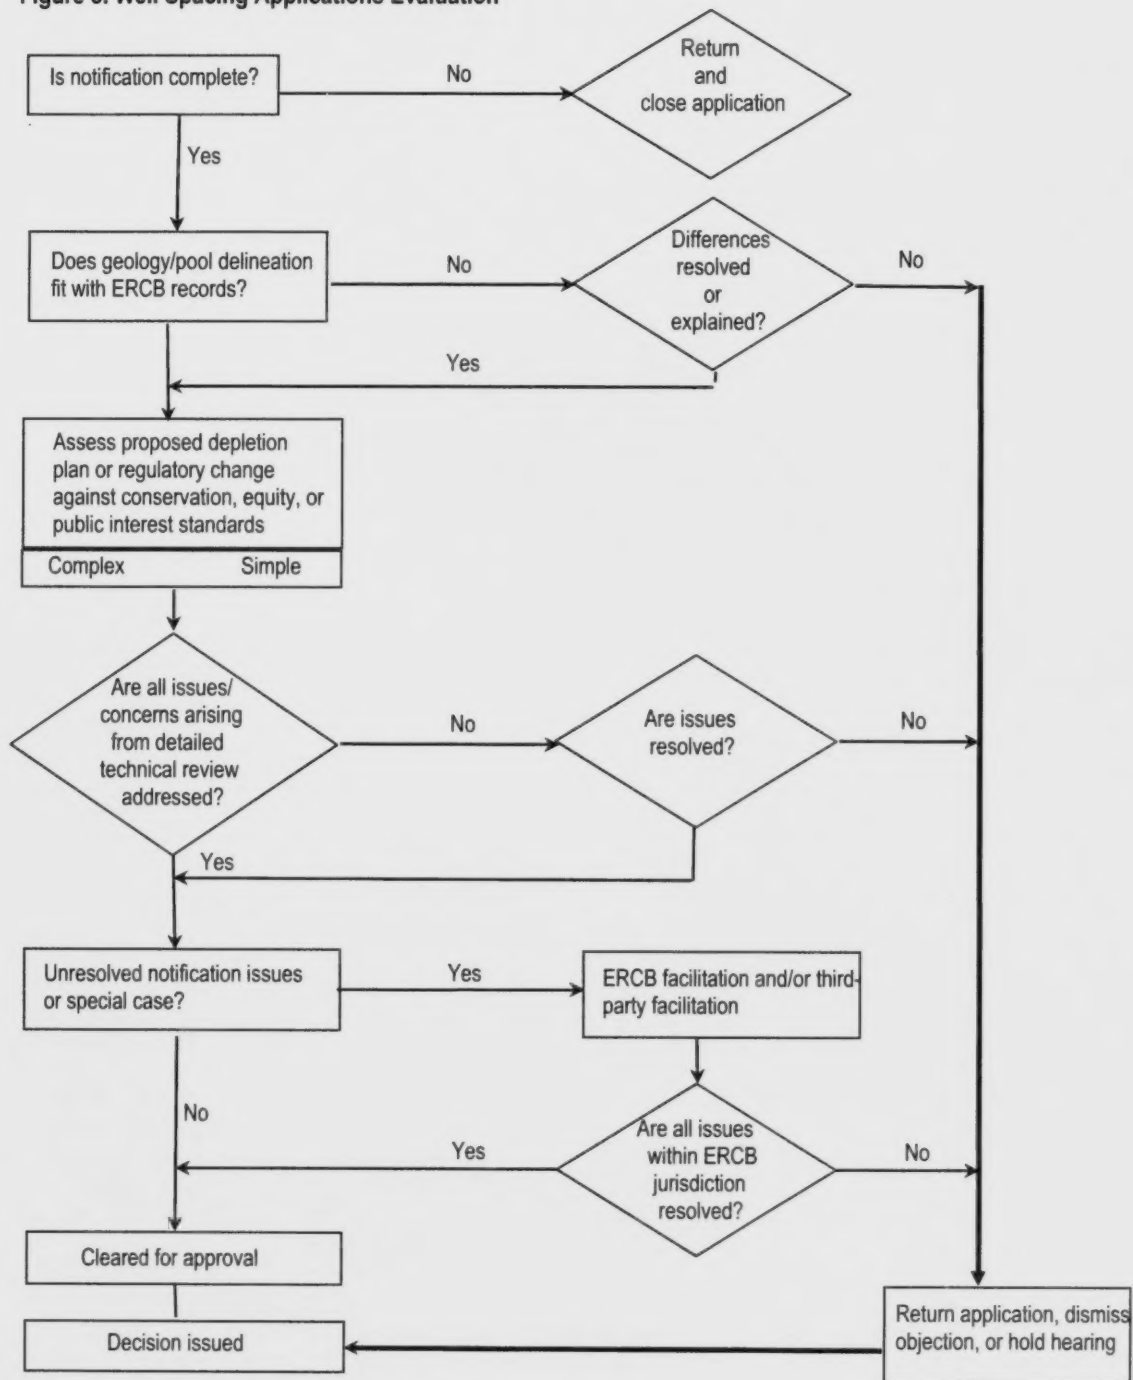 Figure 3. Well Spacing Applications Evaluation
Is notification complete?
No
Return
and
close application
Yes
Does geology/pool delineation
fit with ERCB records?
No
Differences
resolved
or
explained?
No
Yes
Assess proposed depletion
plan or regulatory change
against conservation, equity, or
public interest standards
Complex Simple
Are all issues/
concerns arising
from detailed
technical review
addressed?
No
Are issues
resolved?
No
Yes
Unresolved notification issues
or special case?
Yes
ERCB facilitation and/or third-
party facilitation
No
Yes
Are all issues
within ERCB
jurisdiction
resolved?
No
Cleared for approval
Decision issued
Return application, dismiss
objection, or hold hearing